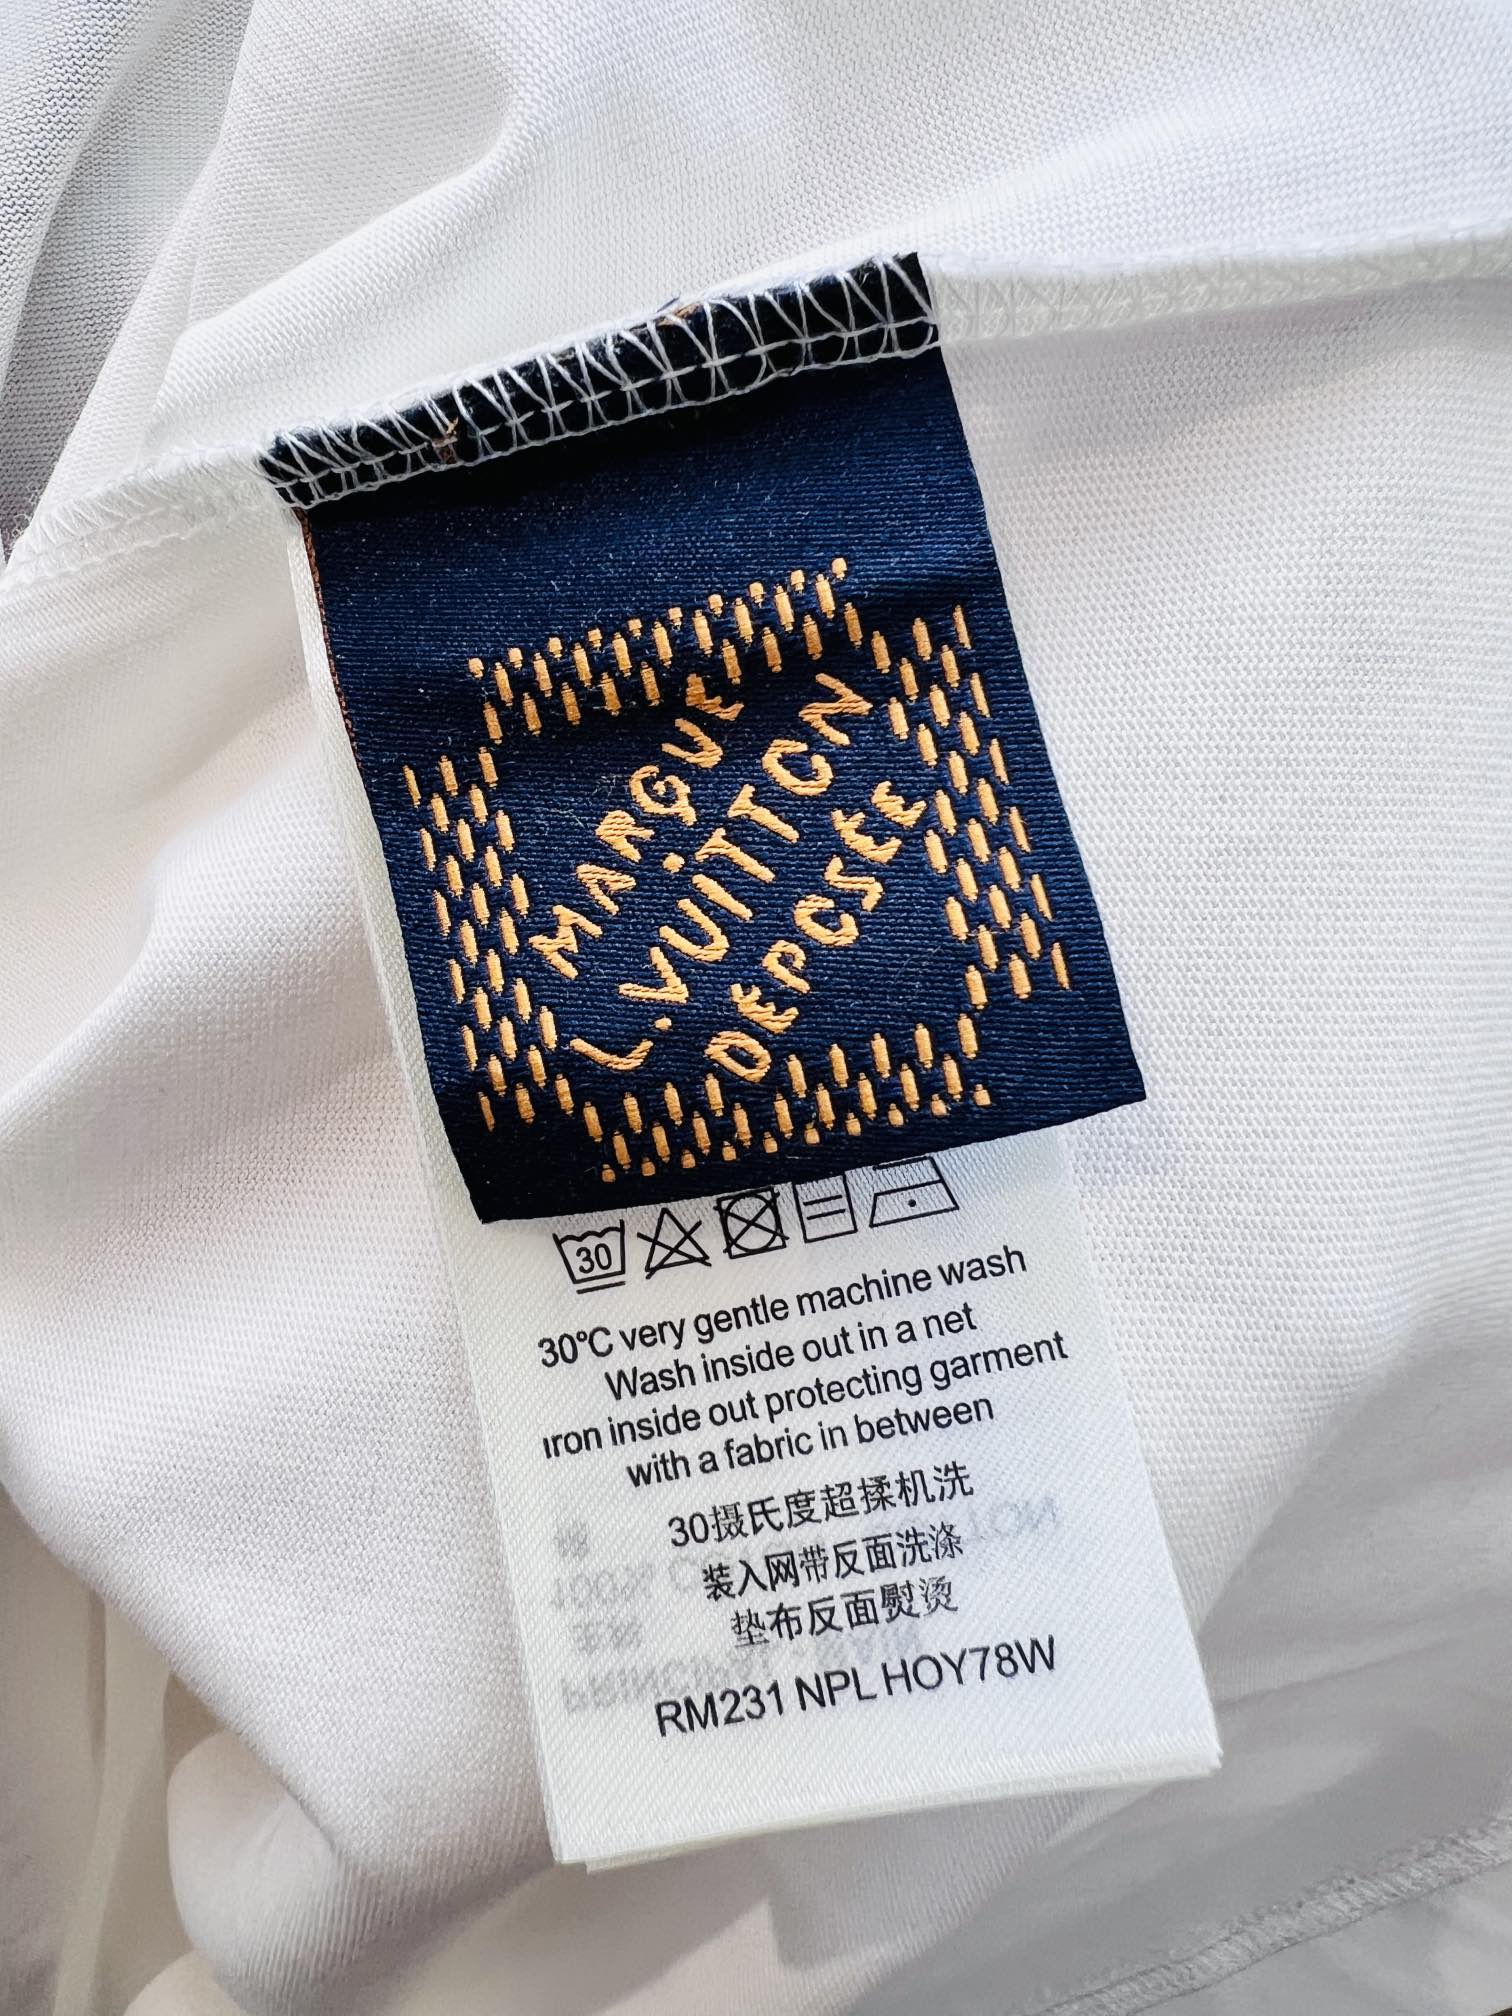 MARQUE
L.VUITTON
DEPOSEE
30
30°C very gentle machine wash
Wash inside out in a net
Iron inside out protecting garment
with a fabric in between
30摄氏度超揉机洗
装入网带反面洗涤
垫布反面熨烫
RM231 NPL HOY78W